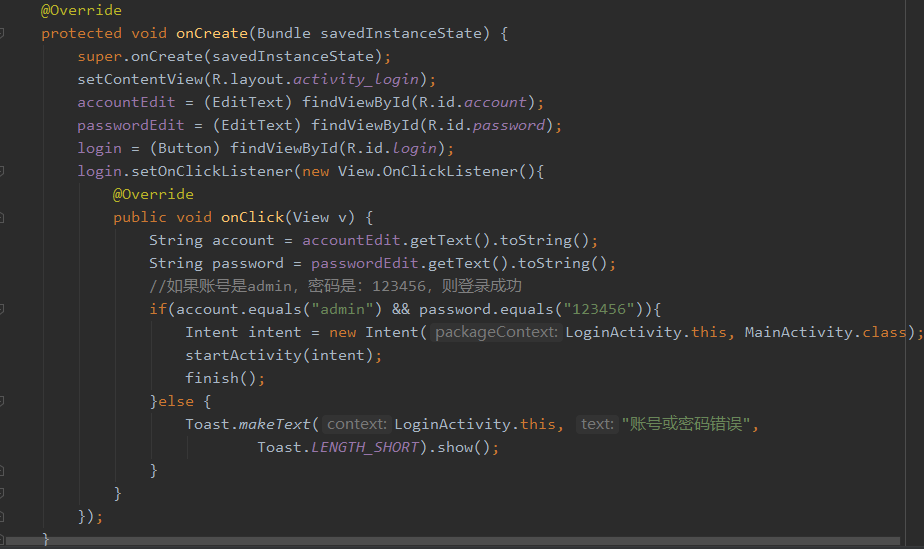 @Override
protected void onCreate(Bundle savedInstanceState) {
super.onCreate(savedInstanceState);
setContentView(R.layout.activity_login);
accountEdit = (EditText) findViewById(R.id.account);
passwordEdit = (EditText) findViewById(R.id.password);
login = (Button) findViewById(R.id.login);
login.setOnClickListener(new View.OnClickListener(){
@Override
public void onClick(View v) {
String account = accountEdit.getText().toString();
String password = passwordEdit.getText().toString();
//如果账号是admin，密码是：123456，则登录成功
if(account.equals("admin") && password.equals("123456")){
Intent intent = new Intent( packageContext: LoginActivity.this, MainActivity.class);
startActivity(intent);
finish();
}else {
Toast.makeText( context: LoginActivity.this, text: "账号或密码错误",
Toast.LENGTH_SHORT).show();
}
}
});
}